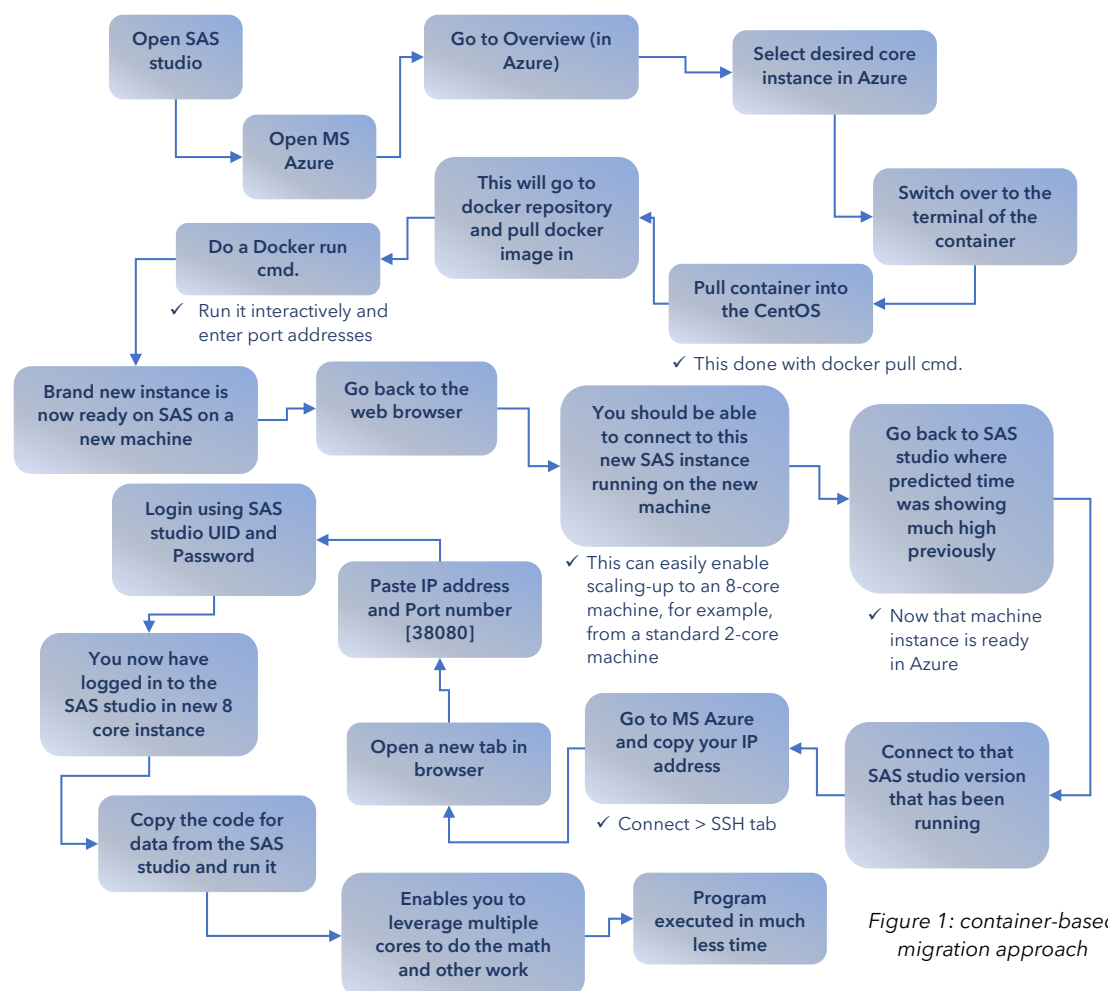 Open SAS
studio
Open MS
Azure
Go to Overview (in
Azure)
Select desired core
instance in Azure
Switch over to the
terminal of the
container
Pull container into
the CentOS
✓ This done with docker pull cmd.
This will go to
docker repository
and pull docker
image in
Do a Docker run
cmd.
✓ Run it interactively and
enter port addresses
Brand new instance is
now ready on SAS on a
new machine
Go back to the
web browser
You should be able
to connect to this
new SAS instance
running on the new
machine
✓ This can easily enable
scaling-up to an 8-core
machine, for example,
from a standard 2-core
machine
Go back to SAS
studio where
predicted time
was showing
much high
previously
✓ Now that machine
instance is ready
in Azure
Connect to that
SAS studio version
that has been
running
Go to MS Azure
and copy your IP
address
✓ Connect > SSH tab
Open a new tab in
browser
Paste IP address
and Port number
[38080]
Login using SAS
studio UID and
Password
You now have
logged in to the
SAS studio in new 8
core instance
Copy the code for
data from the SAS
studio and run it
Enables you to
leverage multiple
cores to do the math
and other work
Program
executed in much
less time
Figure 1: container-based
migration approach